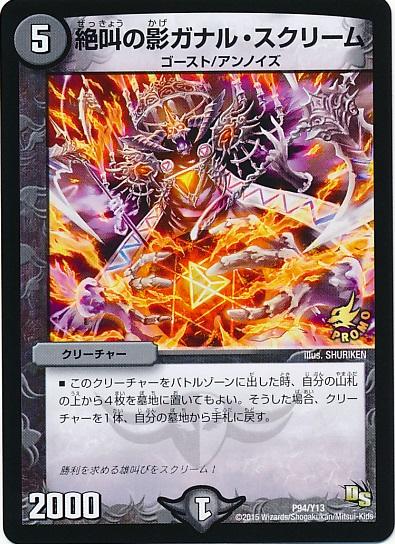 5
ぜっきょう かげ
絶叫の影ガナル・スクリーム
ゴースト/アンノイズ
PROMO
illus. SHURIKEN
クリーチャー
■このクリーチャーをバトルゾーンに出した時、自分の山札
の上から4枚を墓地に置いてもよい。そうした場合、クリー
チャーを1体、自分の墓地から手札に戻す。
勝利を求める雄叫びをスクリーム!
2000
1
DS
P94/Y13
©2015 Wizards/Shogakukan/Mitsui-Kids